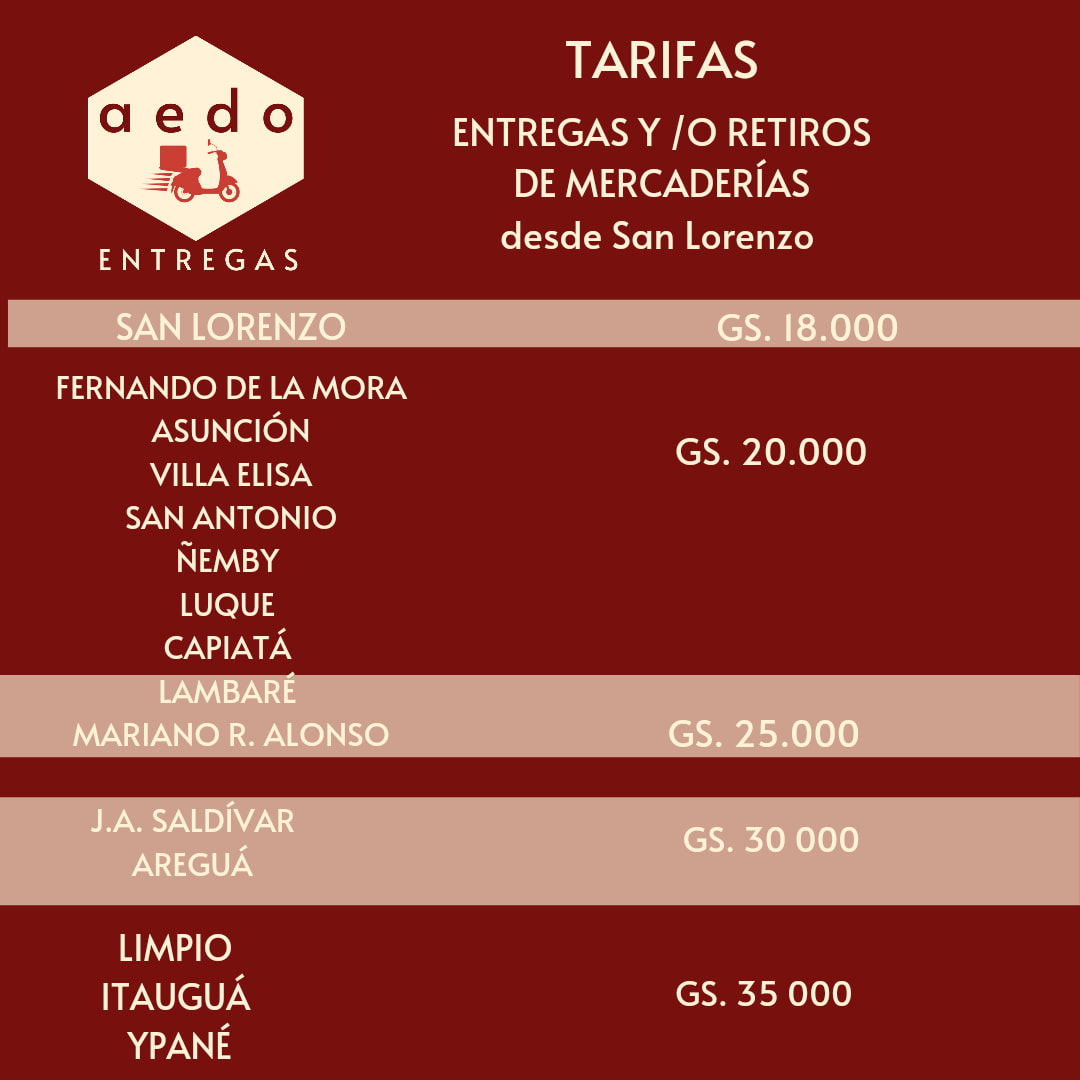 aedo
ENTREGAS
TARIFAS
ENTREGAS Y /O RETIROS
DE MERCADERÍAS
desde San Lorenzo
SAN LORENZO GS. 18.000
FERNANDO DE LA MORA
ASUNCIÓN
GS. 20.000
VILLA ELISA
SAN ANTONIO
ÑEMBY
LUQUE
CAPIATÁ
LAMBARÉ
MARIANO R. ALONSO GS. 25.000
J.A. SALDÍVAR
GS. 30 000
AREGUÁ
LIMPIO
ITAUGUÁ GS. 35 000
YPANÉ